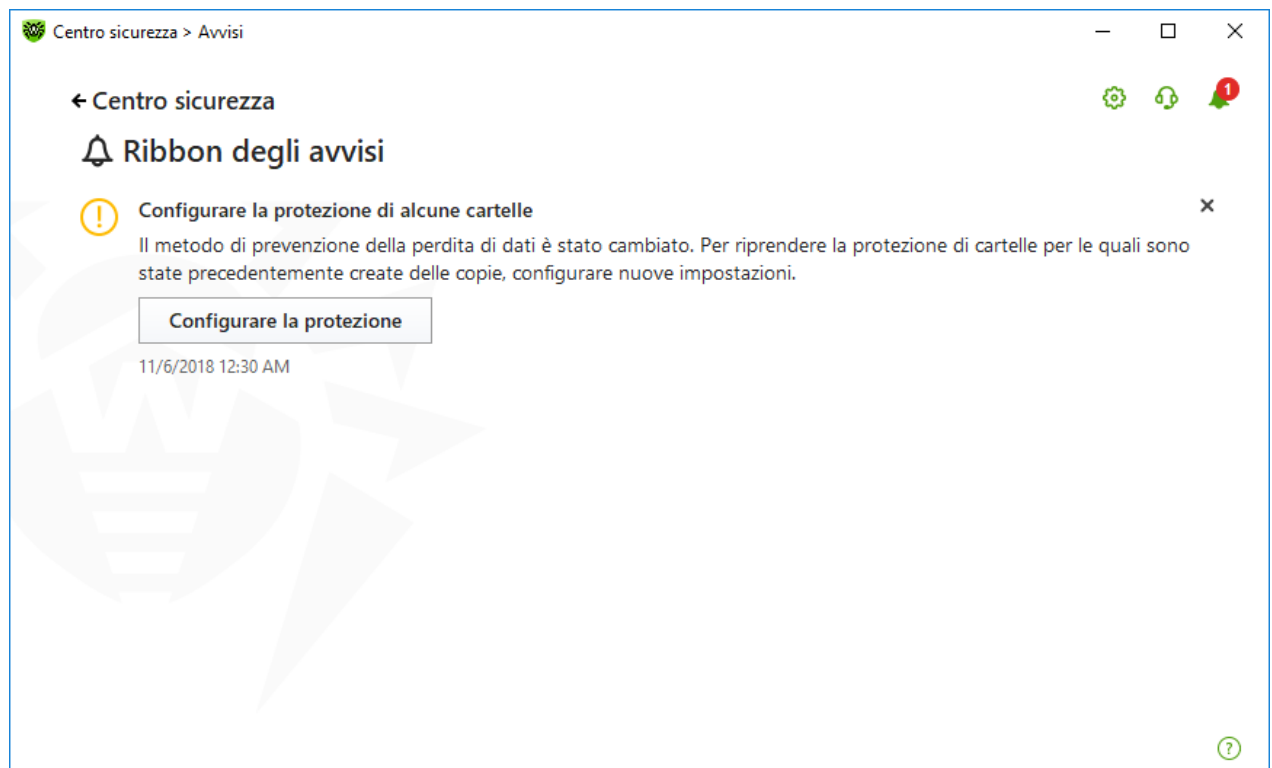 Centro sicurezza > Avvisi
Centro sicurezza
1
Ribbon degli avvisi
Configurare la protezione di alcune cartelle
Il metodo di prevenzione della perdita di dati è stato cambiato. Per riprendere la protezione di cartelle per le quali sono
state precedentemente create delle copie, configurare nuove impostazioni.
Configurare la protezione
11/6/2018 12:30 AM
?